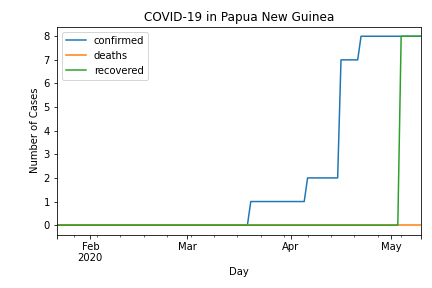 COVID-19 in Papua New Guinea
confirmed
deaths
recovered
8
7
6
5
4
3
2
1
0
Number of Cases
Feb
2020
Mar
Apr
May
Day